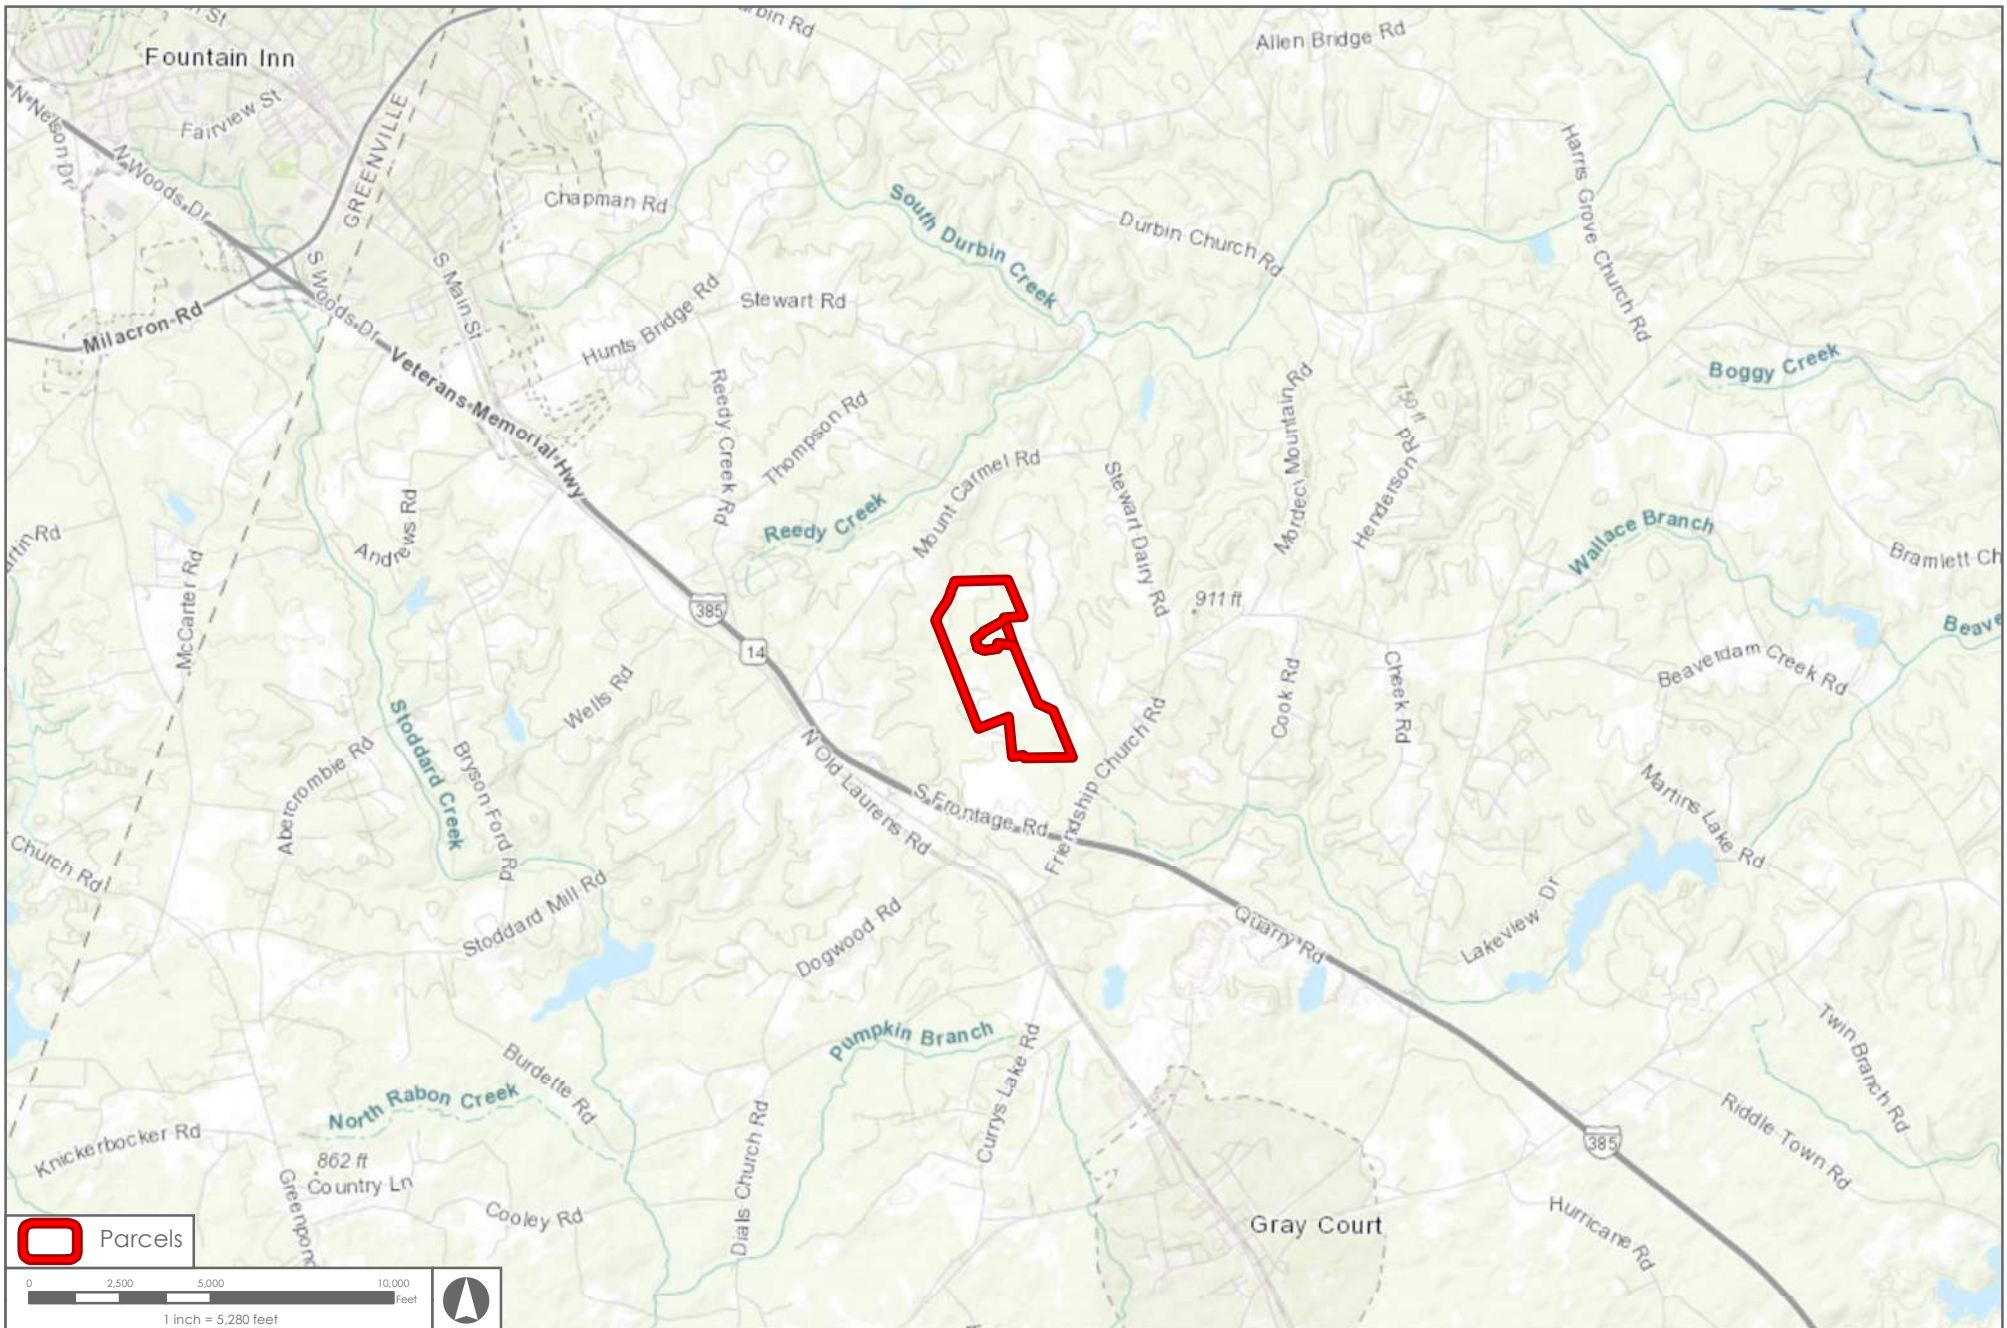 n St
Fountain Inn
Fairview St
N Nelson Dr
N Woods Dr
GREENVILLE
S Woods Dr
S Main St
Milacron Rd
Veterans Memorial Hwy
Chapman Rd
Durbin Church Rd
Allen Bridge Rd
Harris Grove Church Rd
South Durbin Creek
Stewart Rd
Hunts Bridge Rd
Reedy Creek Rd
Thompson Rd
Mount Carmel Rd
Reedy Creek
Stewart Dairy Rd
Mordeci Mountain Rd
750 ft
Henderson Rd
Boggy Creek
Wallace Branch
Bramlett Ch
Beave
Beaverdam Creek Rd
911 ft
Cook Rd
Cheek Rd
Friendship Church Rd
Andrews Rd
McCarter Rd
385
14
Wells Rd
Stoddard Creek
Bryson Ford Rd
Abercrombie Rd
N Old Laurens Rd
S Frontage Rd
Church Rd
Stoddard Mill Rd
Dogwood Rd
Quarry Rd
Lakeview Dr
Martins Lake Rd
Twin Branch Rd
Riddle Town Rd
Pumpkin Branch
Currys Lake Rd
Burdette Rd
North Rabon Creek
Knickerbocker Rd
862 ft
Country Ln
Greenpon
Cooley Rd
Dials Church Rd
Gray Court
385
Hurricane Rd
Parcels
0 2,500 5,000 10,000
Feet
1 inch = 5,280 feet